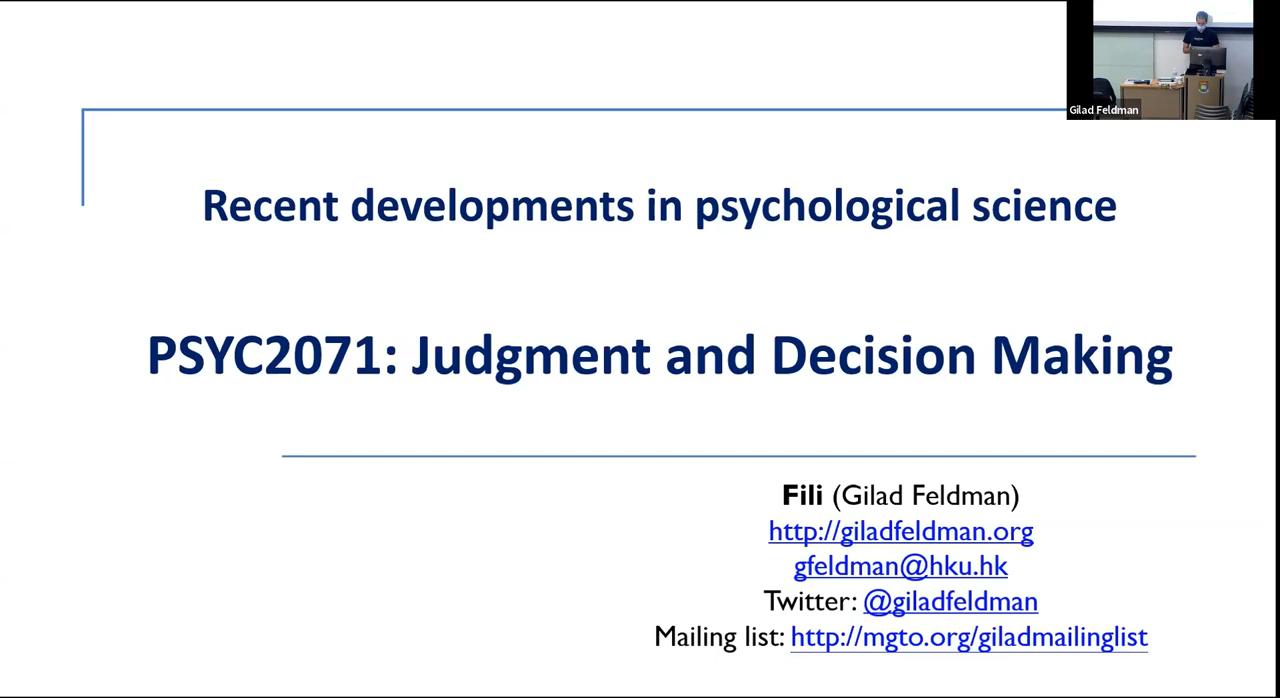 Gilad Feldman
Recent developments in psychological science
PSYC2071: Judgment and Decision Making
Fili (Gilad Feldman)
http://giladfeldman.org
gfeldman@hku.hk
Twitter: @giladfeldman
Mailing list: http://mgto.org/giladmailinglist